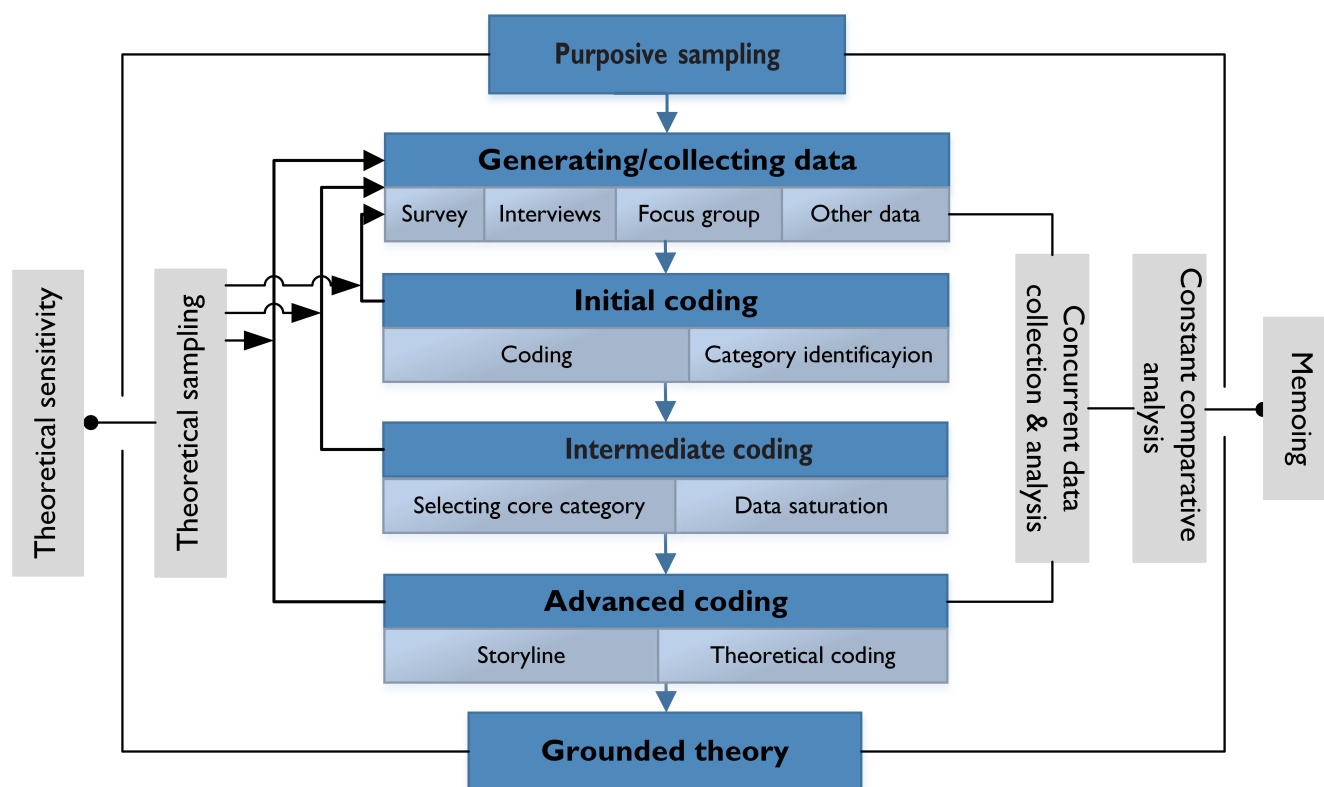 Purposive sampling
Generating/collecting data
Survey
Interviews
Focus group
Other data
Initial coding
Coding
Category identificayion
Intermediate coding
Selecting core category
Data saturation
Advanced coding
Storyline
Theoretical coding
Grounded theory
Theoretical sensitivity
Theoretical sampling
Concurrent data
collection & analysis
Constant comparative
analysis
Memoing